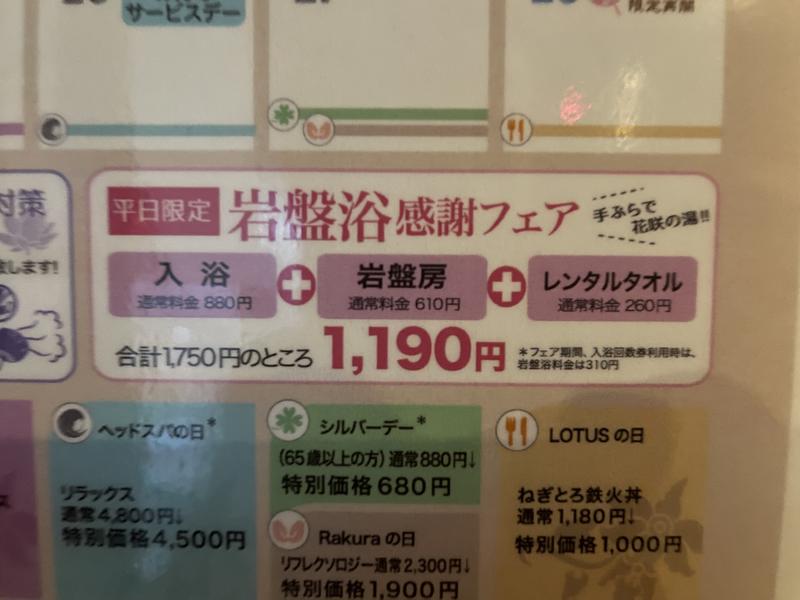 サービスデー
対策
します!
平日限定
岩盤浴感謝フェア
手ぶらで
花咲の湯!!
入浴
通常料金 880円
+
岩盤房
通常料金 610円
+
レンタルタオル
通常料金 260円
合計1,750円のところ 1,190円
*フェア期間、入浴回数券利用時は、
岩盤浴料金は310円
ヘッドスパの日*
リラックス
通常4,800円↓
特別価格4,500円
シルバーデー*
(65歳以上の方)通常880円↓
特別価格680円
Rakuraの日
リフレクソロジー通常2,300円↓
特別価格1,900円
LOTUSの日
ねぎとろ鉄火丼
通常1,180円↓
特別価格1,000円